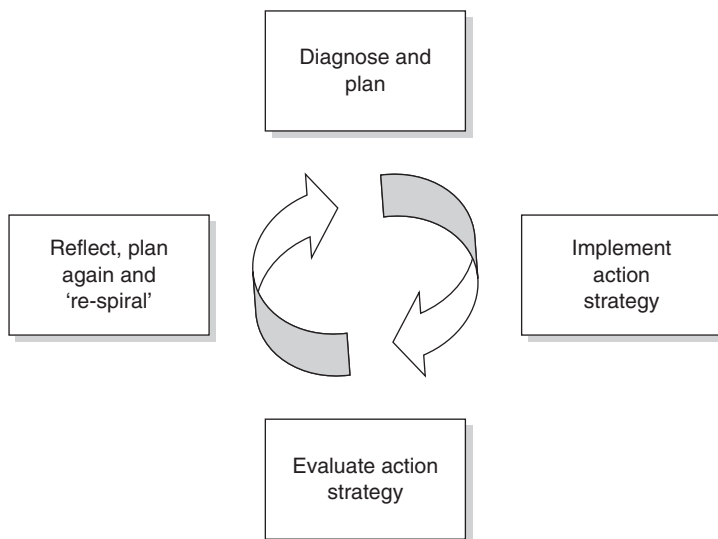 Diagnose and
plan
Implement
action
strategy
Evaluate action
strategy
Reflect, plan
again and
‘re-spiral’